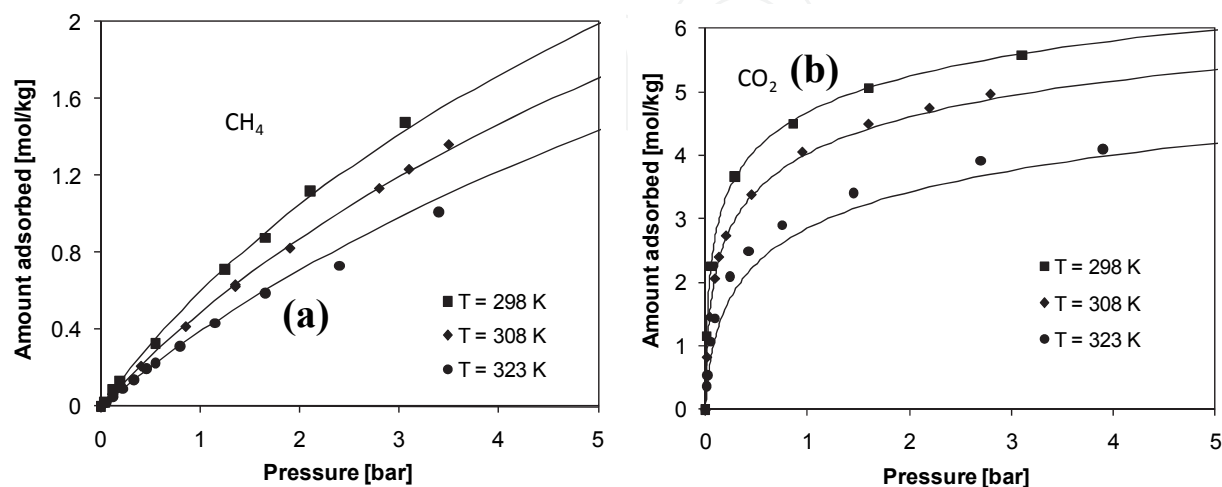 Amount adsorbed [mol/kg]
2
1.6
1.2
0.8
0.4
0
CH₄
(a)
T = 298 K
T = 308 K
T = 323 K
0 1 2 3 4 5
Pressure [bar]
Amount adsorbed [mol/kg]
6
5
4
3
2
1
0
CO₂ (b)
T = 298 K
T = 308 K
T = 323 K
0 1 2 3 4 5
Pressure [bar]